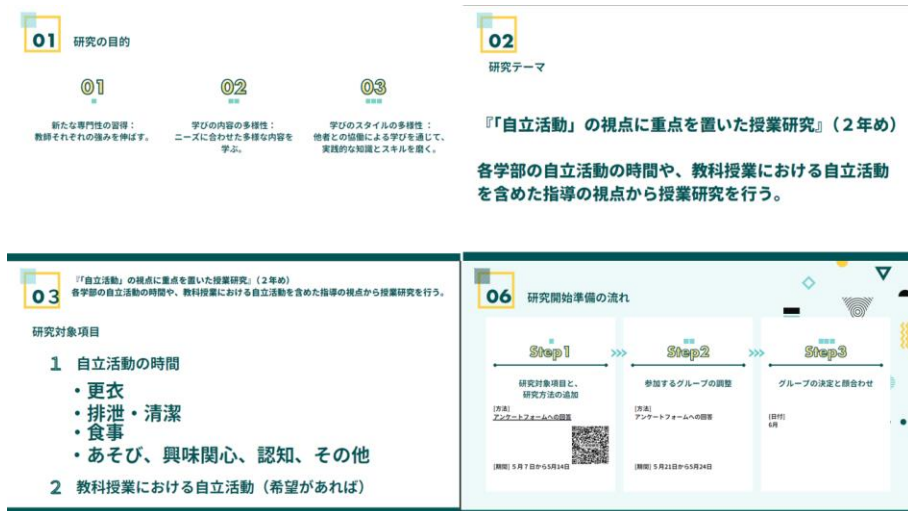 01
研究の目的
01
新たな専門性の習得：
教師それぞれの強みを伸ばす。
02
学びの内容の多様性：
ニーズに合わせた多様な内容を
学ぶ。
03
学びのスタイルの多様性：
他者との協働による学びを通じて、
実践的な知識とスキルを磨く。
02
研究テーマ
『「自立活動」の視点に重点を置いた授業研究』（２年め）
各学部の自立活動の時間や、教科授業における自立活動
を含めた指導の視点から授業研究を行う。
03
『「自立活動」の視点に重点を置いた授業研究』（２年め）
各学部の自立活動の時間や、教科授業における自立活動を含めた指導の視点から授業研究を行う。
研究対象項目
1 自立活動の時間
・更衣
・排泄・清潔
・食事
・あそび、興味関心、認知、その他
2 教科授業における自立活動（希望があれば）
06
研究開始準備の流れ
Step1
研究対象項目と、
研究方法の追加
[方法]
アンケートフォームへの回答
[期間] ５月７日から5月14日
Step2
参加するグループの調整
[方法]
アンケートフォームへの回答
[期間] ５月21日から5月24日
Step3
グループの決定と顔合わせ
[日付]
6月